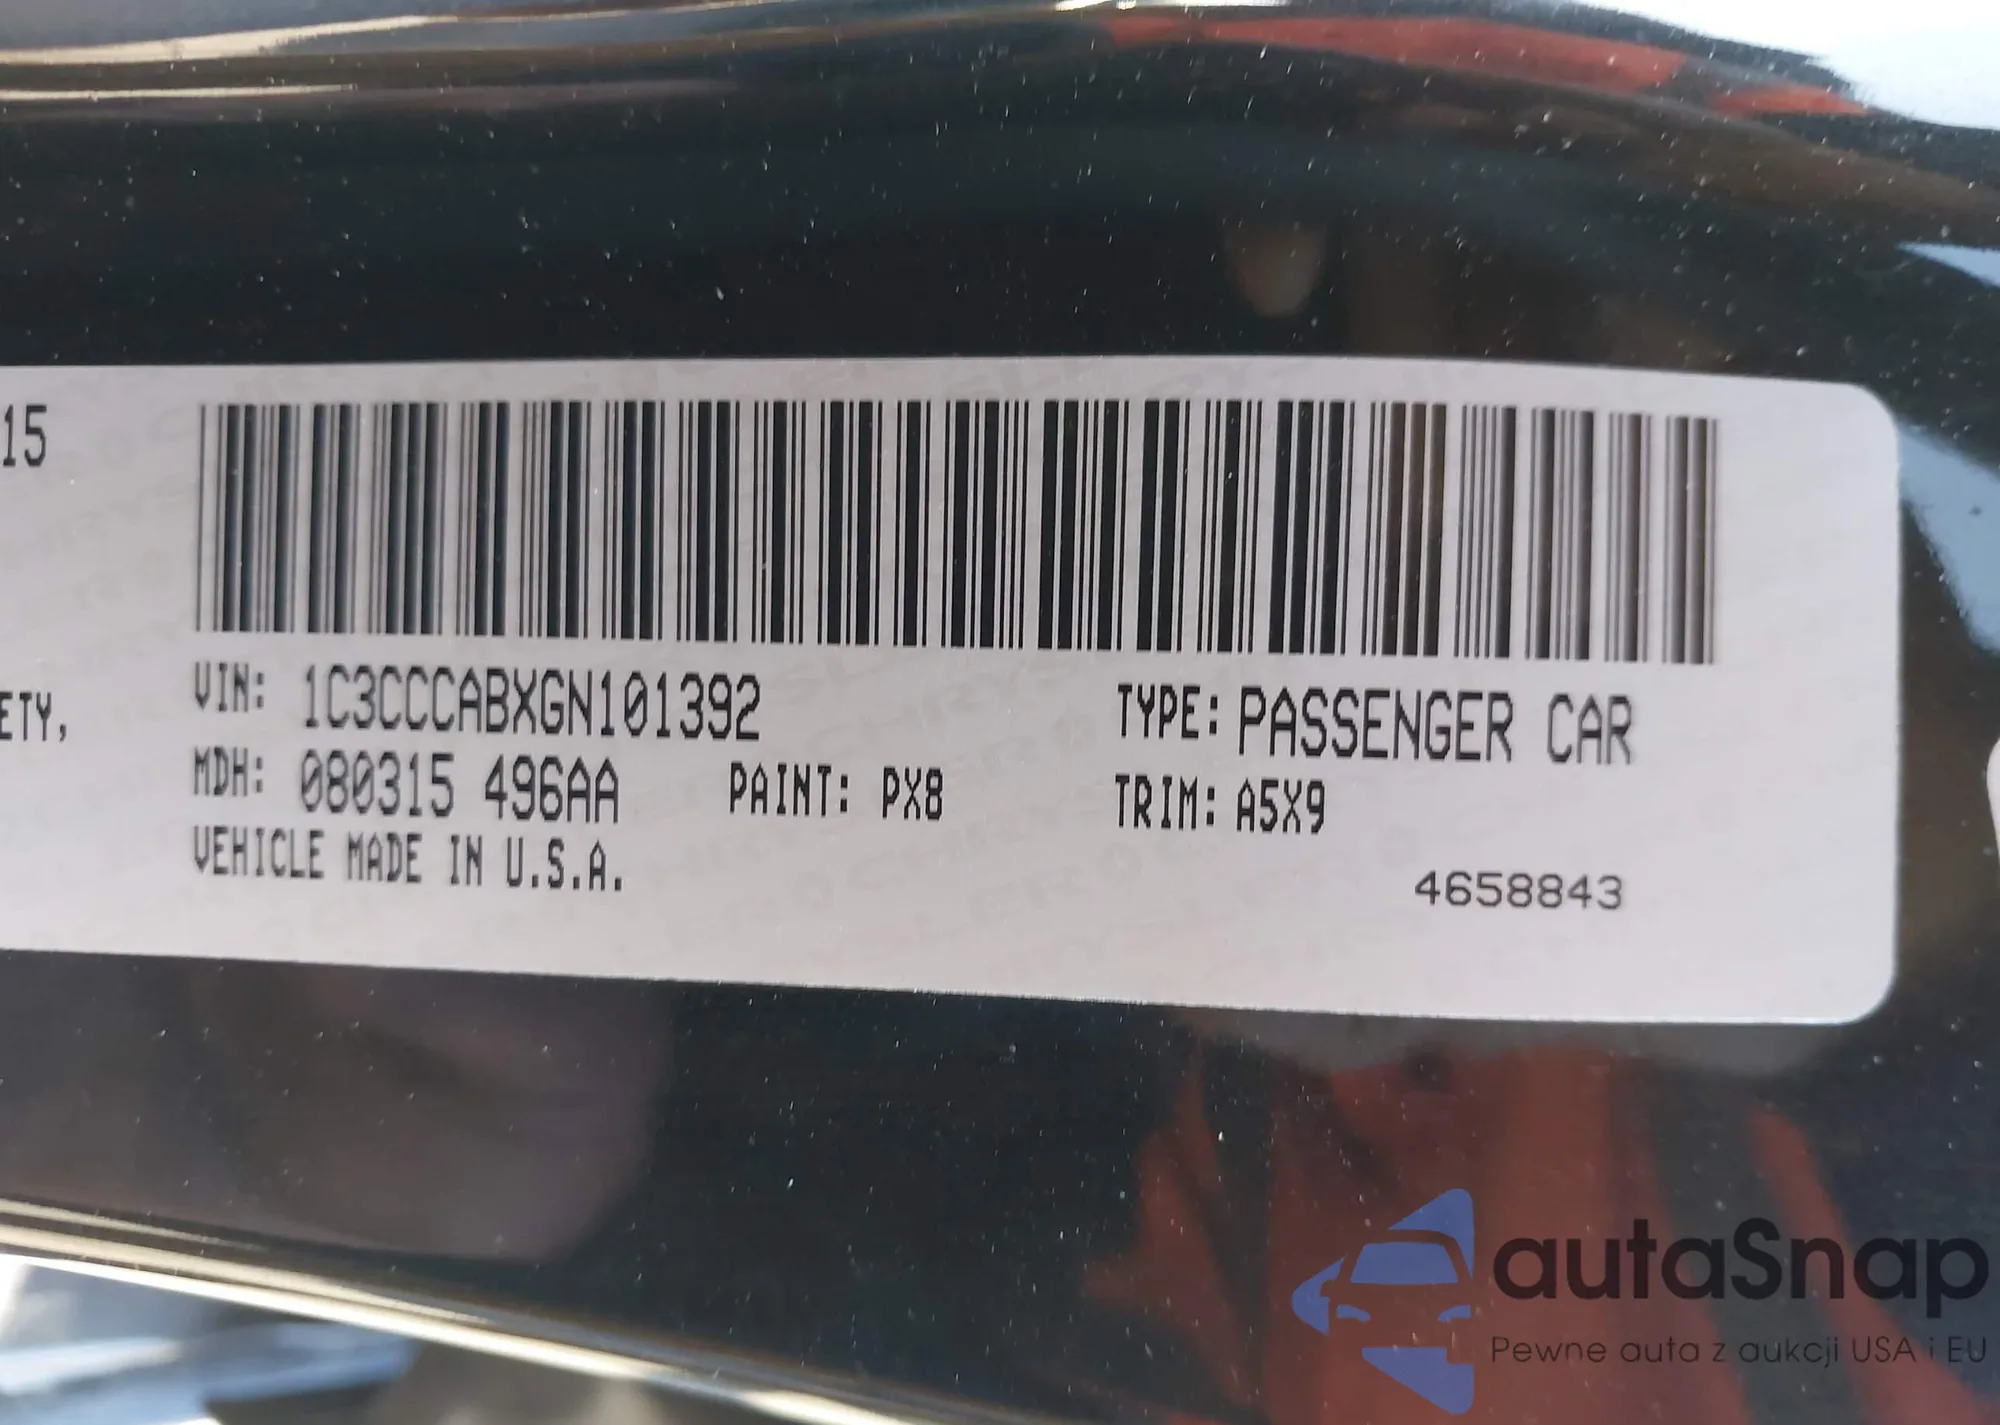 15
ETY,
VIN: 1C3CCCABXGN101392
TYPE: PASSENGER CAR
MDH: 080315 496AA
PAINT: PX8
TRIM: A5X9
VEHICLE MADE IN U.S.A.
4658843
autaSnap
Pewne auta z aukcji USA i EU